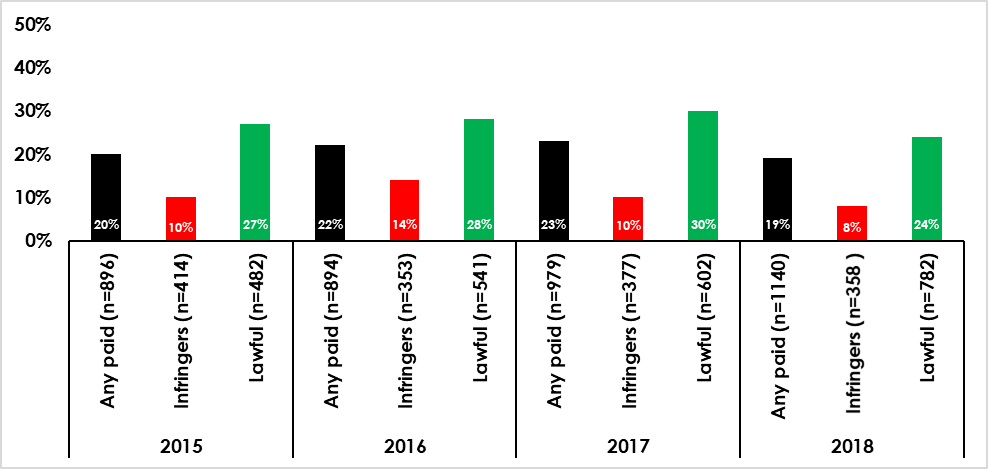 50%
40%
30%
20%
10%
0%
20%
10%
27%
22%
14%
28%
23%
10%
30%
19%
8%
24%
Any paid (n=896)
Infringers (n=414)
Lawful (n=482)
Any paid (n=894)
Infringers (n=353)
Lawful (n=541)
Any paid (n=979)
Infringers (n=377)
Lawful (n=602)
Any paid (n=1140)
Infringers (n=358 )
Lawful (n=782)
2015
2016
2017
2018